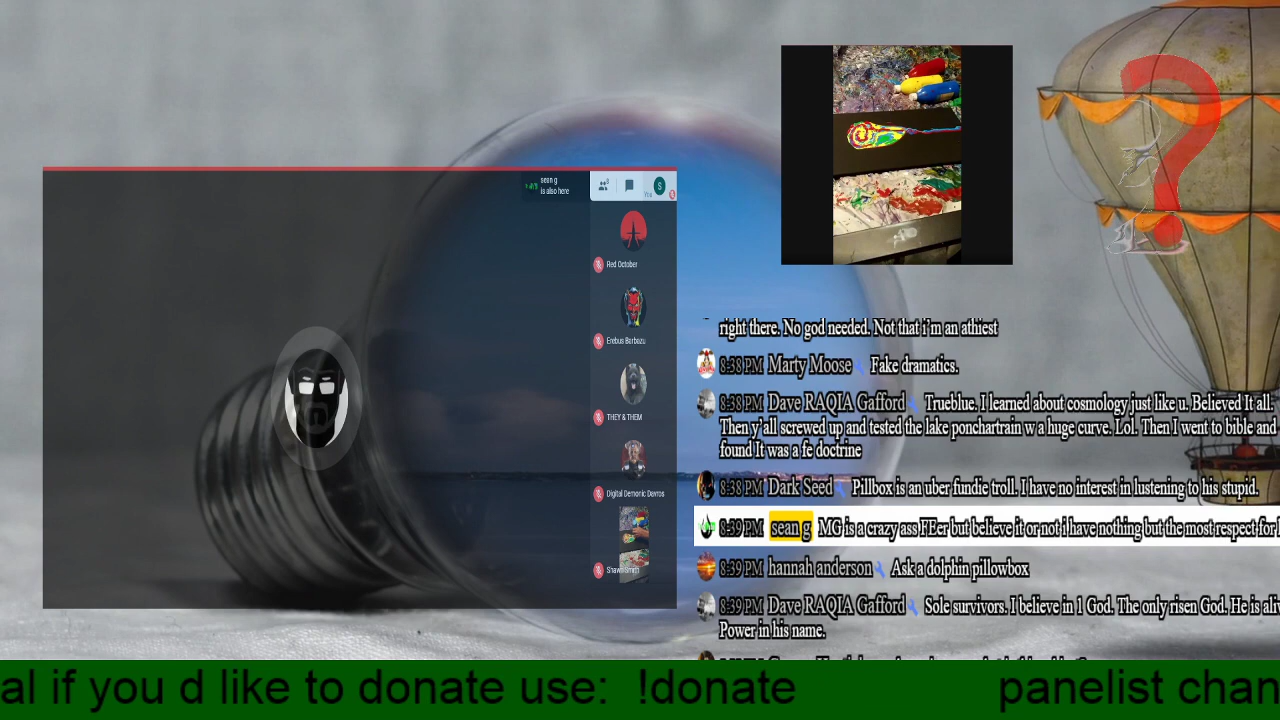 sean g
is also here
You
S
Red October
Erebus Barbazu
THEY & THEM
Digital Demonic Davros
Shawn Smith
right there. No god needed. Not that i'm an athiest
8:38 PM Marty Moose Fake dramatics.
8:38 PM Dave RAQIA Gafford Trueblue. I learned about cosmology just like u. Believed It all.
Then y'all screwed up and tested the lake ponchartrain w a huge curve. Lol. Then I went to bible and
found It was a fe doctrine
8:38 PM Dark Seed Pillbox is an uber fundie troll. I have no interest in lustening to his stupid.
8:39 PM sean g MG is a crazy ass FEer but believe it or not i have nothing but the most respect for
8:39 PM hannah anderson Ask a dolphin pillowbox
8:39 PM Dave RAQIA Gafford Sole survivors. I believe in 1 God. The only risen God. He is aliv
Power in his name.
al if you d like to donate use: !donate panelist chan
?